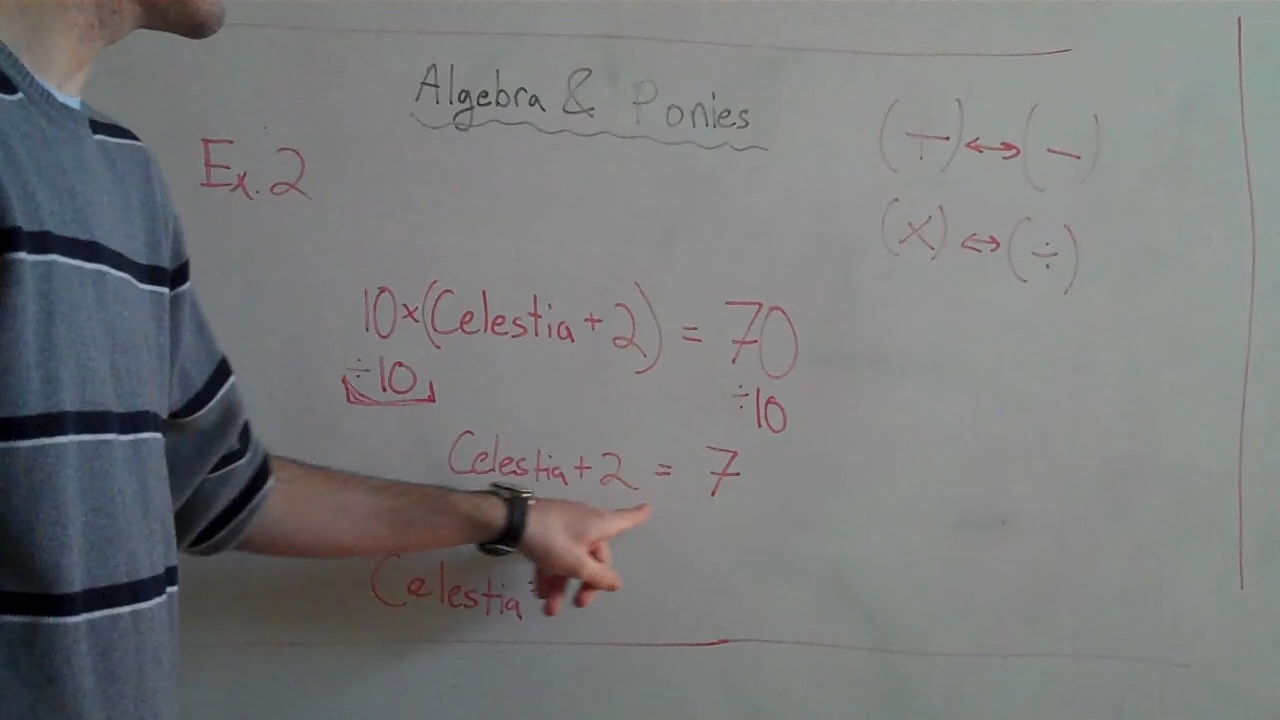 Algebra & Ponies
Ex. 2
(+)↔(-)
(×)⇔(÷)
10×(Celestia + 2) = 70
÷10 ÷10
Celestia + 2 = 7
Celestia